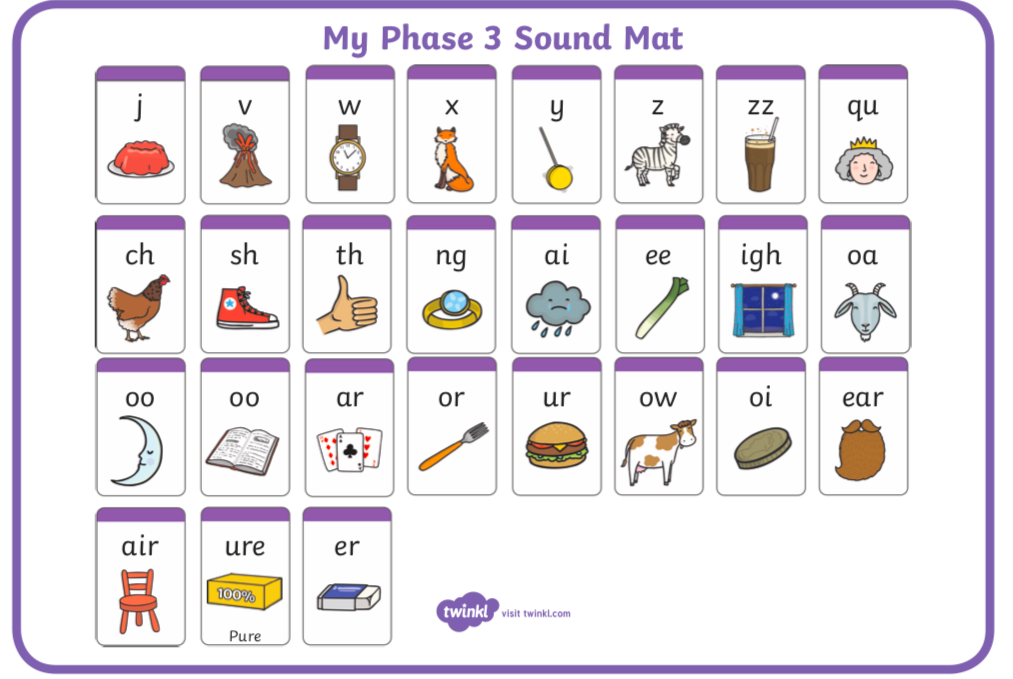 My Phase 3 Sound Mat
j v w x y z zz qu
ch sh th ng ai ee igh oa
oo oo ar or ur ow oi ear
air ure er
100%
Pure
twinkl visit twinkl.com